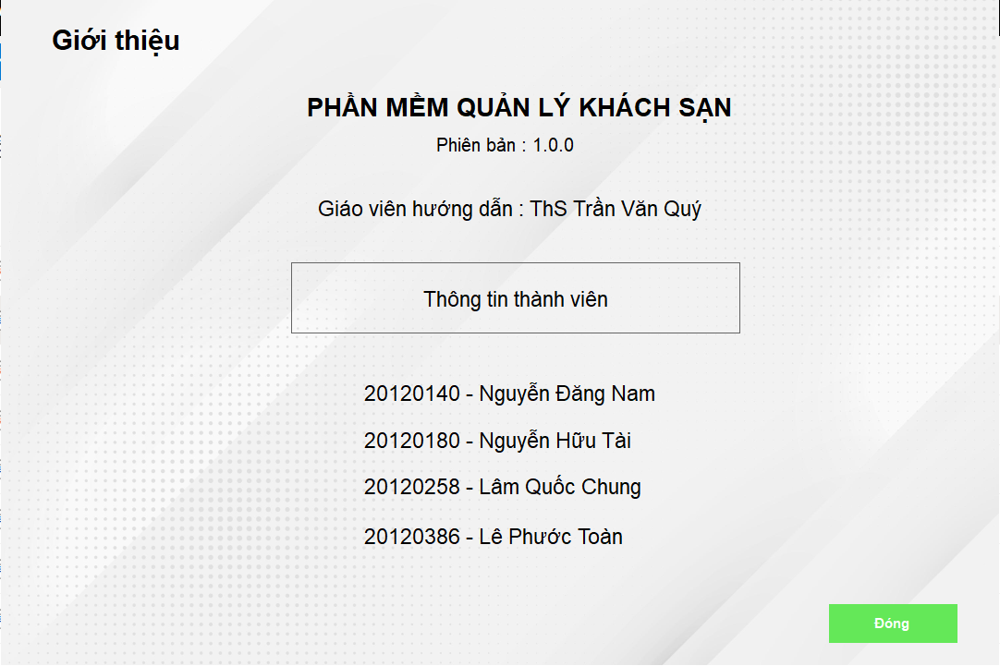 Giới thiệu
PHẦN MỀM QUẢN LÝ KHÁCH SẠN
Phiên bản : 1.0.0
Giáo viên hướng dẫn : ThS Trần Văn Quý
Thông tin thành viên
20120140 - Nguyễn Đăng Nam
20120180 - Nguyễn Hữu Tài
20120258 - Lâm Quốc Chung
20120386 - Lê Phước Toàn
Đóng